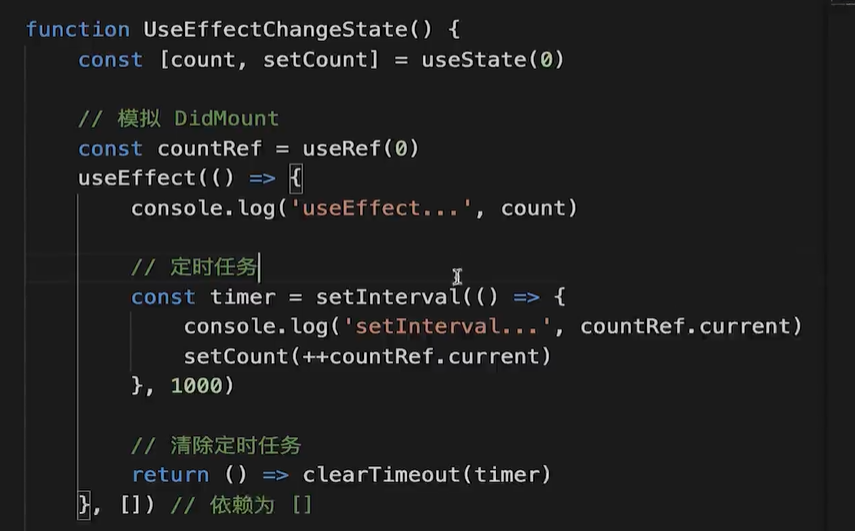 function UseEffectChangeState() {
const [count, setCount] = useState(0)
// 模拟 DidMount
const countRef = useRef(0)
useEffect(() => {
console.log('useEffect...', count)
// 定时任务
const timer = setInterval(() => {
console.log('setInterval...', countRef.current)
setCount(++countRef.current)
}, 1000)
// 清除定时任务
return () => clearTimeout(timer)
}, []) // 依赖为 []